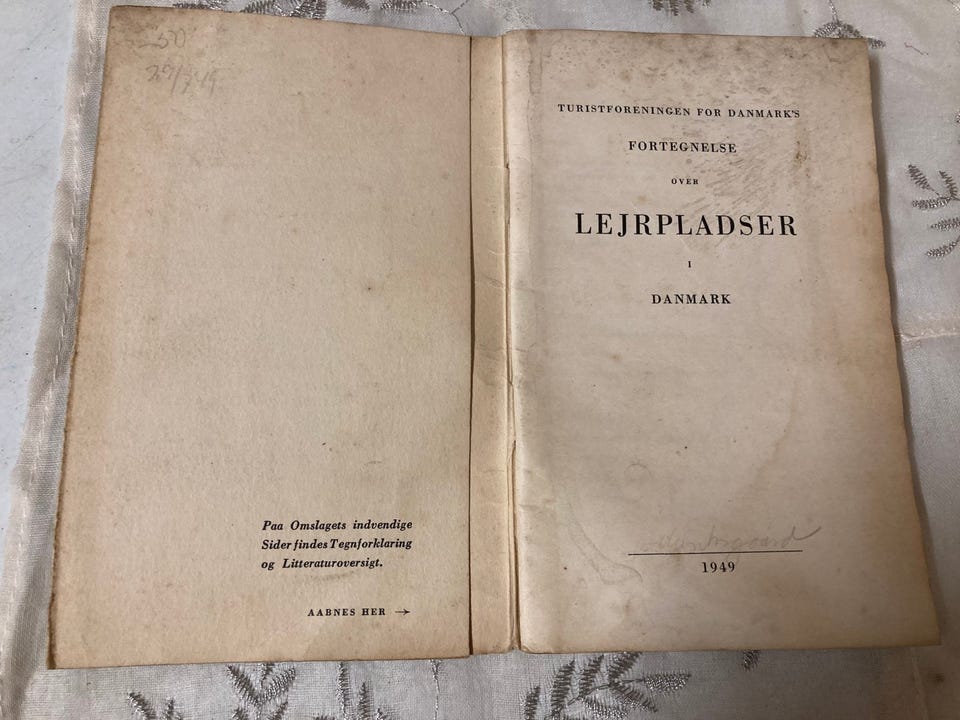 Paa Omslagets indvendige
Sider findes Tegnforklaring
og Litteraturoversigt.
AABNES HER →
TURISTFORENINGEN FOR DANMARK'S
FORTEGNELSE
OVER
LEJRPLADSER
I
DANMARK
1949